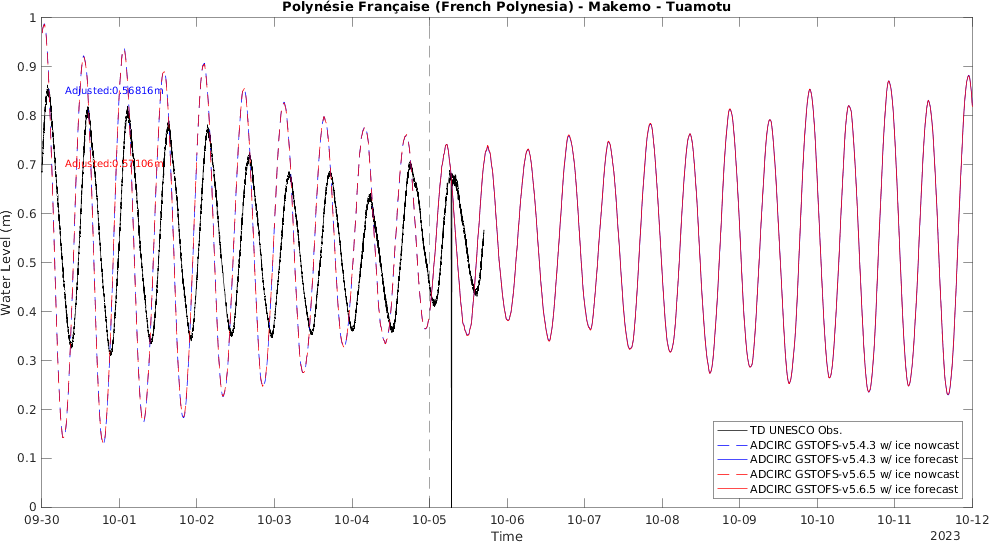 Polynésie Française (French Polynesia) - Makemo - Tuamotu
1
0.9
0.8
0.7
0.6
0.5
0.4
0.3
0.2
0.1
0
Water Level (m)
Adjusted:0.56816m
Adjusted:0.57106m
TD UNESCO Obs.
ADCIRC GSTOFS-v5.4.3 w/ ice nowcast
ADCIRC GSTOFS-v5.4.3 w/ ice forecast
ADCIRC GSTOFS-v5.6.5 w/ ice nowcast
ADCIRC GSTOFS-v5.6.5 w/ ice forecast
09-30 10-01 10-02 10-03 10-04 10-05 10-06 10-07 10-08 10-09 10-10 10-11 10-12
Time
2023